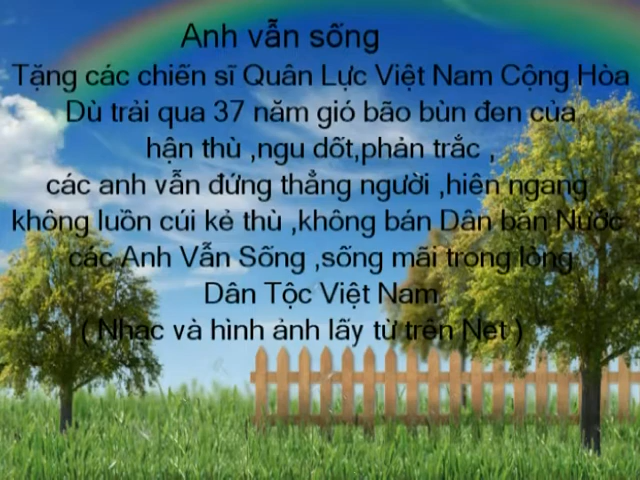 Anh vẫn sống
Tặng các chiến sĩ Quân Lực Việt Nam Cộng Hòa
Dù trải qua 37 năm gió bão bùn đen của
hận thù ,ngu dốt,phản trắc ,
các anh vẫn đứng thẳng người ,hiên ngang
không luồn cúi kẻ thù ,không bán Dân bán Nước
các Anh Vẫn Sống ,sống mãi trong lòng
Dân Tộc Việt Nam
( Nhạc và hình ảnh lấy từ trên Net )